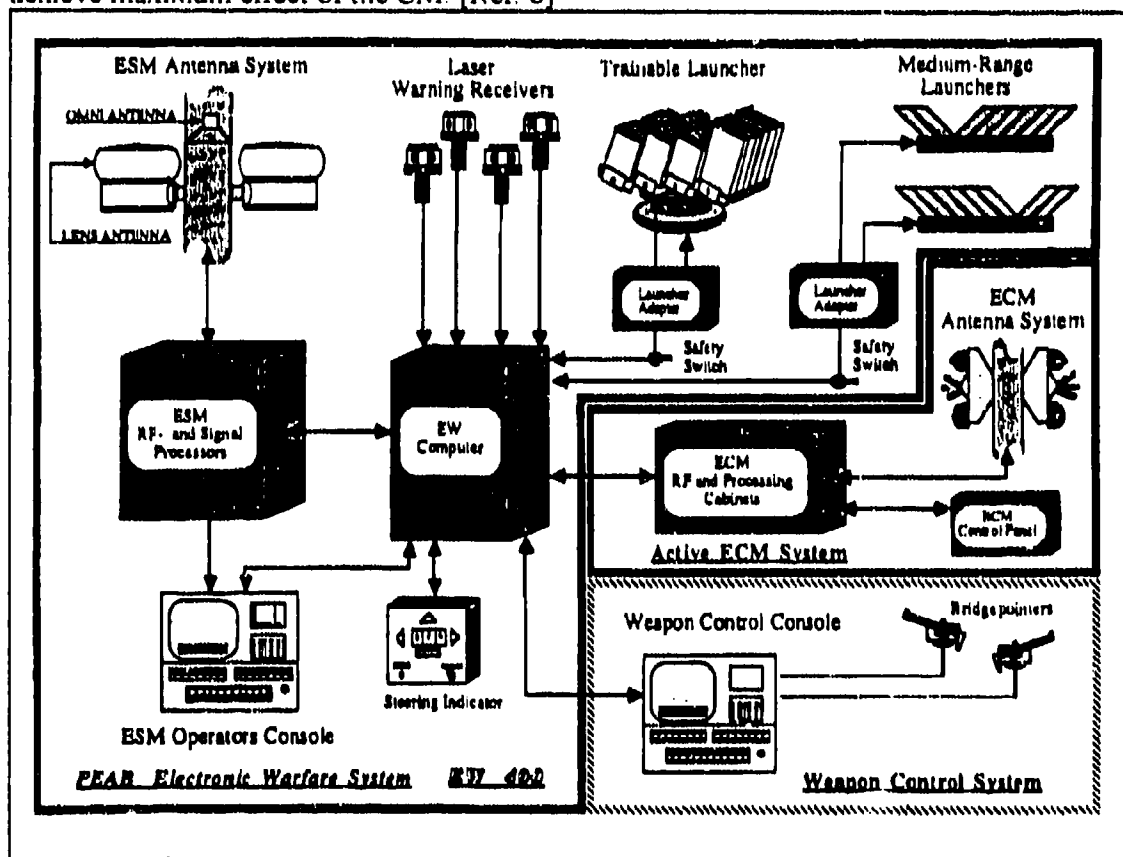 achieve maximum effect of the
ESM Antenna System
OMNI ANTENNA
LENS ANTENNA
Laser
Warning Receivers
Trainable Launcher
Medium-Range
Launchers
Launcher
Adapter
Safety
Switch
Launcher
Adapter
Safety
Switch
ECM
Antenna System
ESM
RF- and Signal
Processors
EW
Computer
ECM
RF and Processing
Cabinets
ECM
Control Panel
Active ECM System
ESM Operators Console
Steering Indicator
Weapon Control Console
Bridgepointers
PEAB Electronic Warfare System EW 400
Weapon Control System